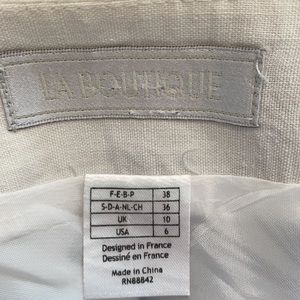 LA BOUTIQUE
F-E-B-P 38
S-D-A-NL-CH 36
UK 10
USA 6
Designed in France
Dessiné en France
Made in China
RN88842